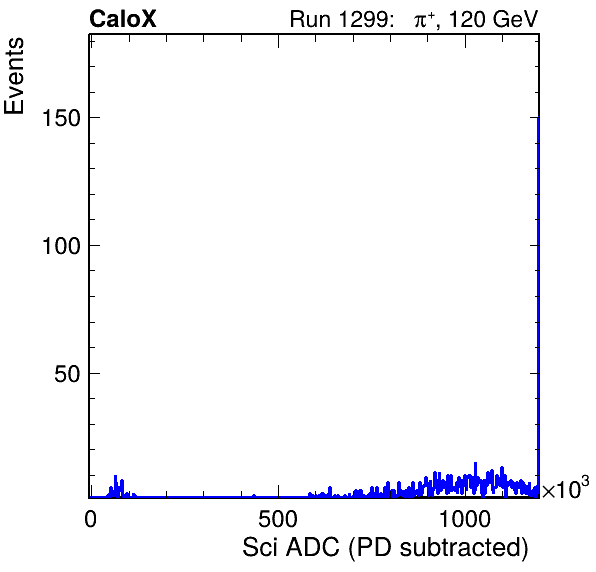 CaloX Run 1299: π⁺, 120 GeV
Events
150
100
50
0 500 1000 ×10³
Sci ADC (PD subtracted)